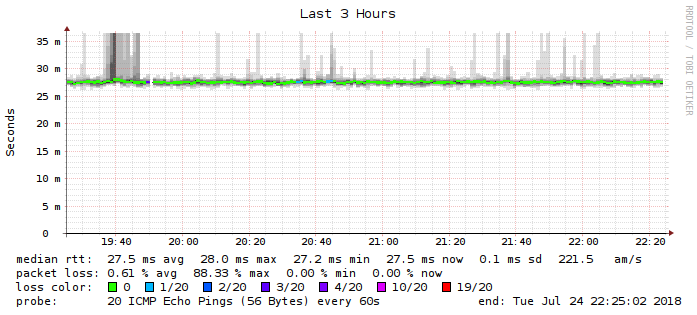 Last 3 Hours
RRDTOOL / TOBI OETIKER
Seconds
35 m
30 m
25 m
20 m
15 m
10 m
5 m
0
19:40 20:00 20:20 20:40 21:00 21:20 21:40 22:00 22:20
median rtt: 27.5 ms avg 28.0 ms max 27.2 ms min 27.5 ms now 0.1 ms sd 221.5 am/s
packet loss: 0.61 % avg 88.33 % max 0.00 % min 0.00 % now
loss color: 0 1/20 2/20 3/20 4/20 10/20 19/20
probe: 20 ICMP Echo Pings (56 Bytes) every 60s end: Tue Jul 24 22:25:02 2018